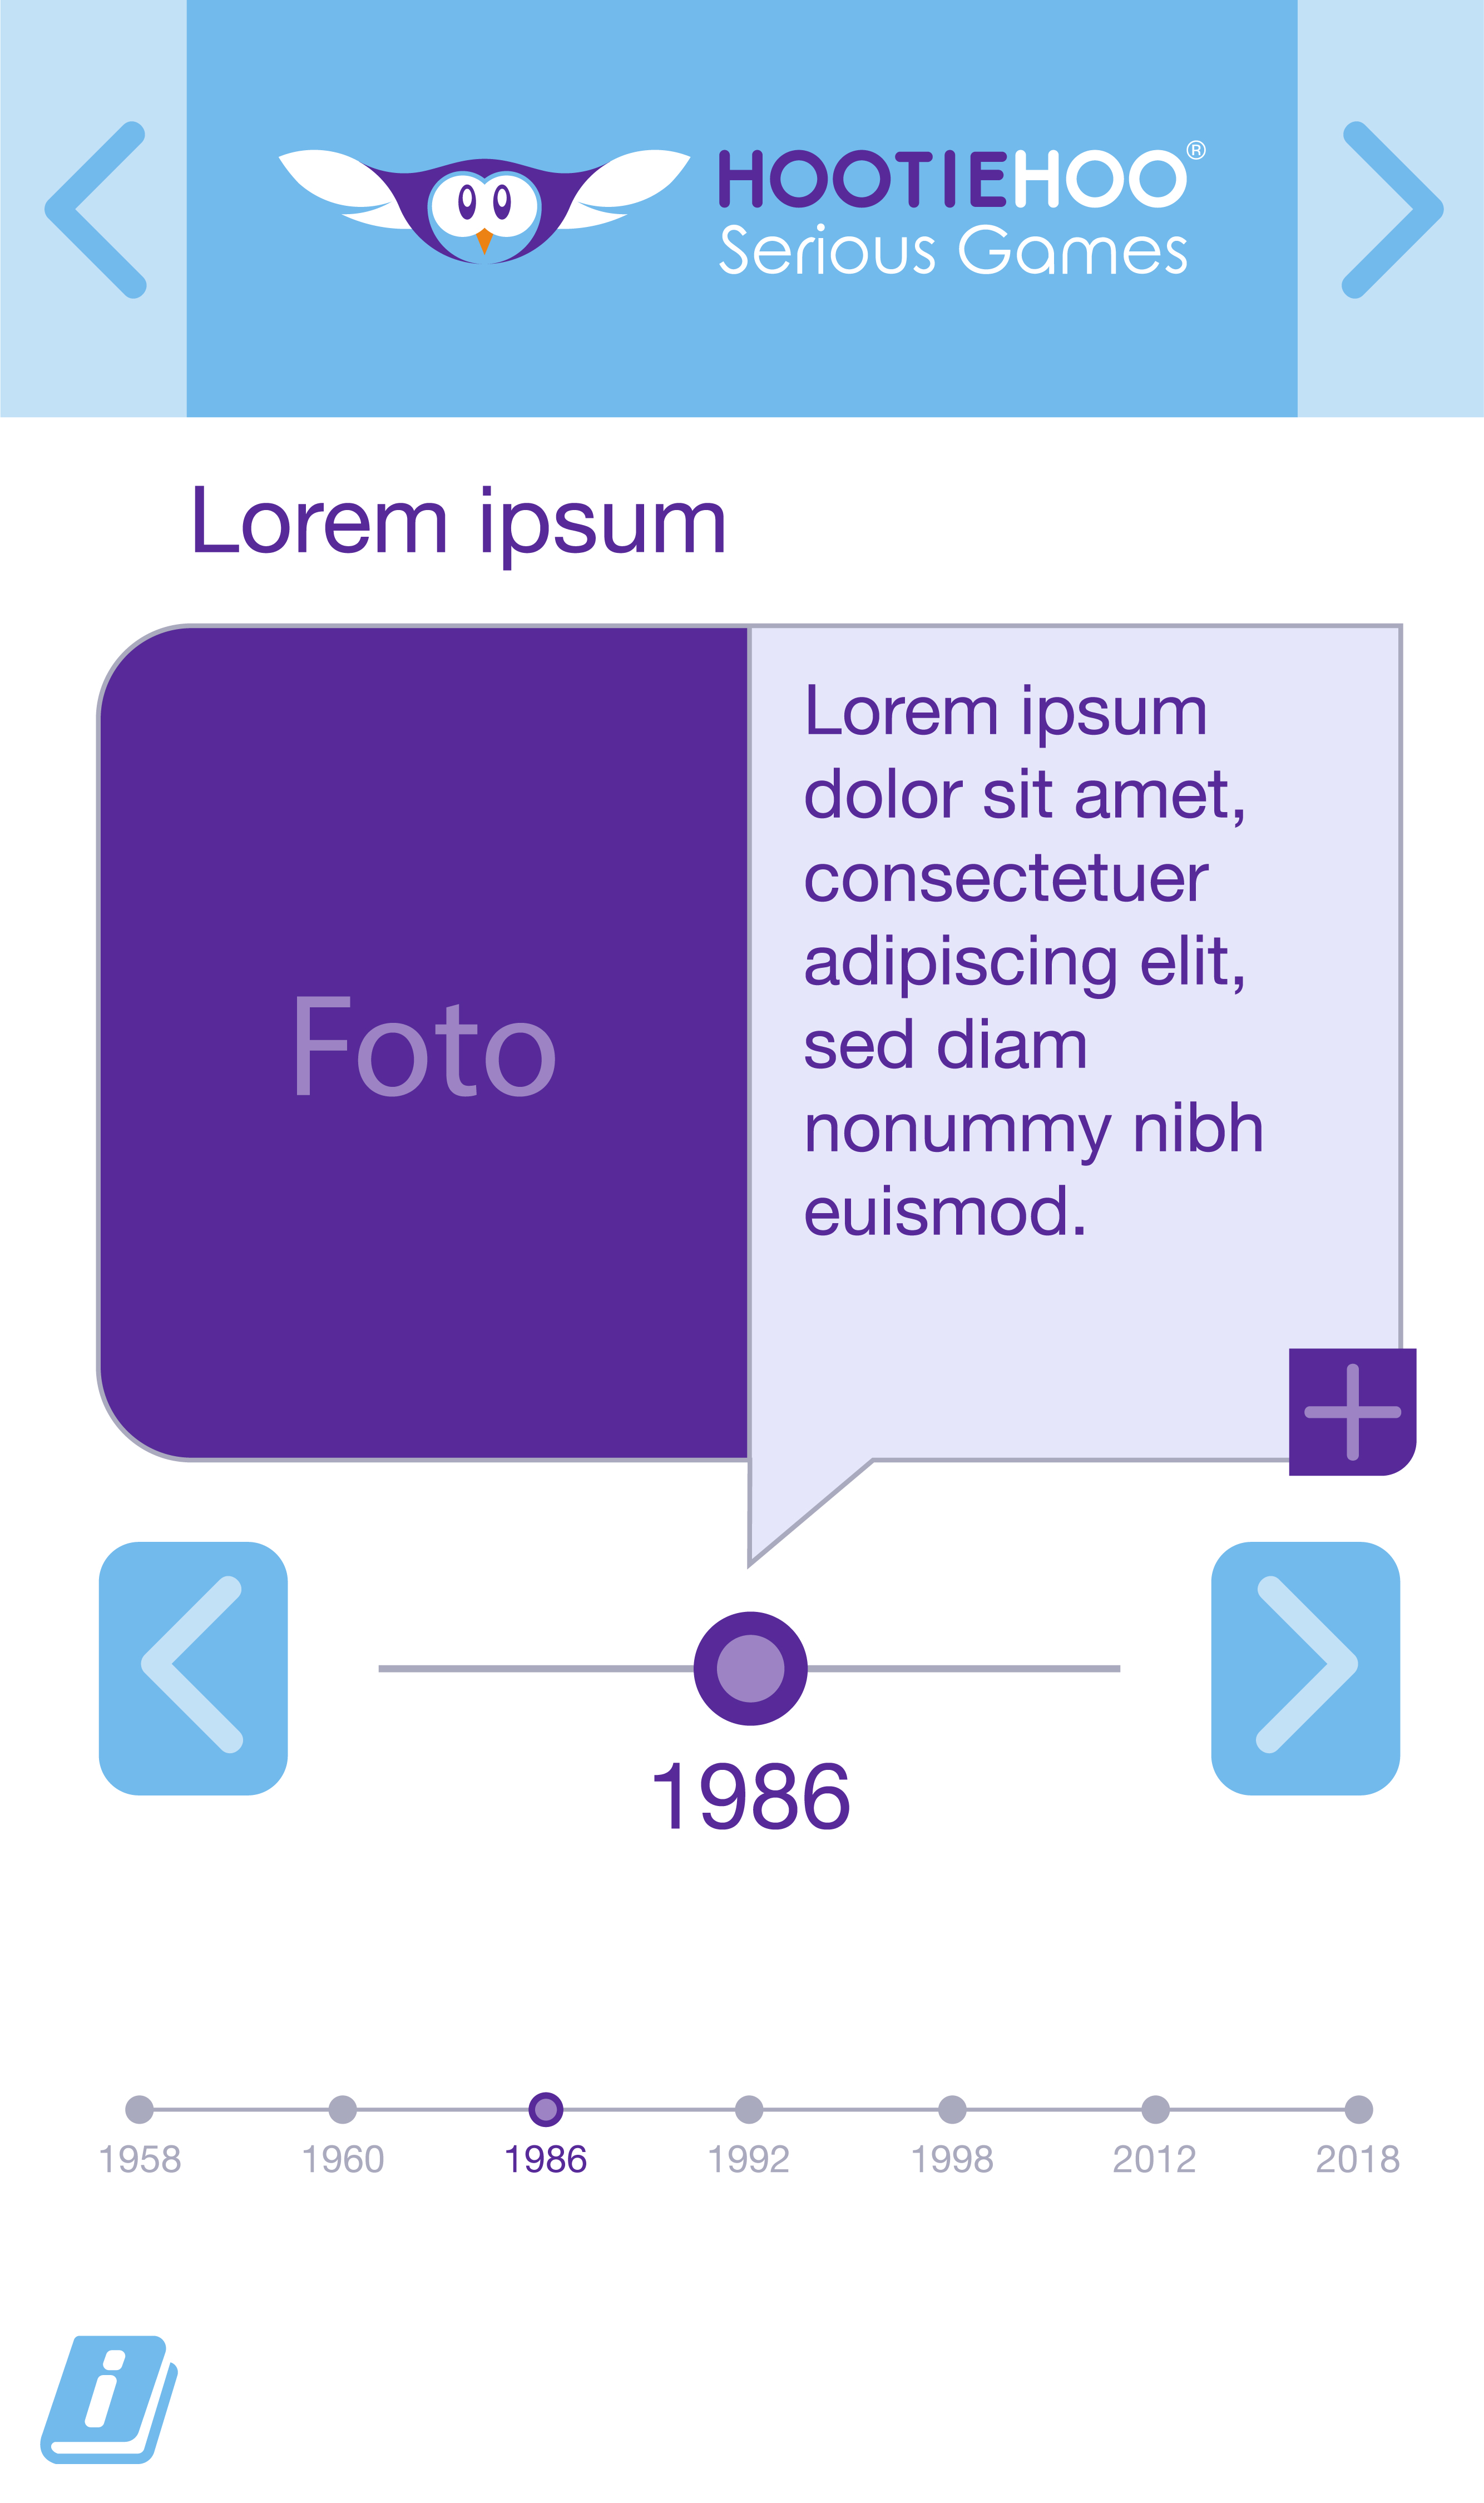 HOOTIEHOO®
Serious Games
Lorem ipsum
Foto
Lorem ipsum
dolor sit amet,
consectetuer
adipiscing elit,
sed diam
nonummy nibh
euismod.
1986
1958 1960 1986 1992 1998 2012 2018
i